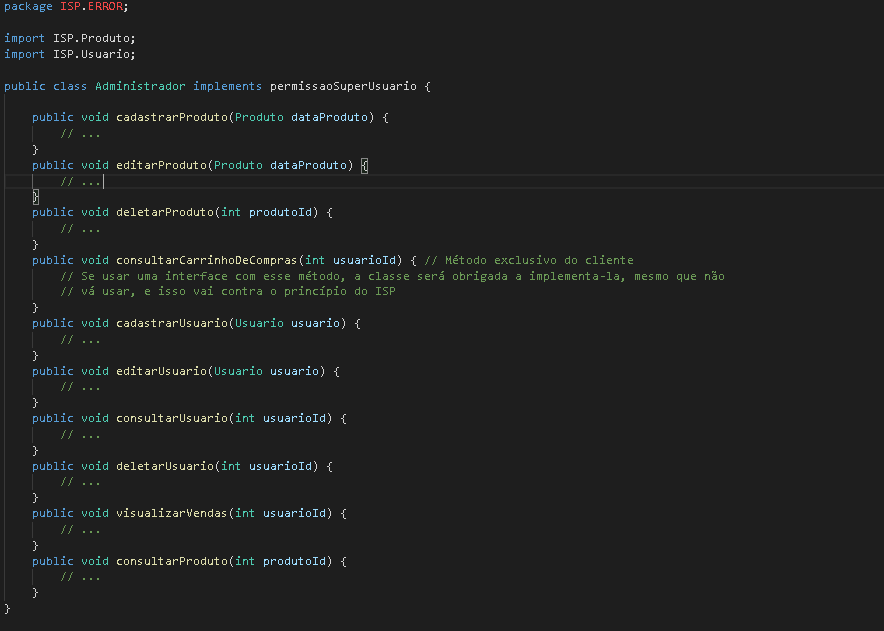 package ISP.ERROR;
import ISP.Produto;
import ISP.Usuario;
public class Administrador implements permissaoSuperUsuario {
public void cadastrarProduto(Produto dataProduto) {
// ...
}
public void editarProduto(Produto dataProduto) {
// ...
}
public void deletarProduto(int produtoId) {
// ...
}
public void consultarCarrinhoDeCompras(int usuarioId) { // Método exclusivo do cliente
// Se usar uma interface com esse método, a classe será obrigada a implementa-la, mesmo que não
// vá usar, e isso vai contra o princípio do ISP
}
public void cadastrarUsuario(Usuario usuario) {
// ...
}
public void editarUsuario(Usuario usuario) {
// ...
}
public void consultarUsuario(int usuarioId) {
// ...
}
public void deletarUsuario(int usuarioId) {
// ...
}
public void visualizarVendas(int usuarioId) {
// ...
}
public void consultarProduto(int produtoId) {
// ...
}
}